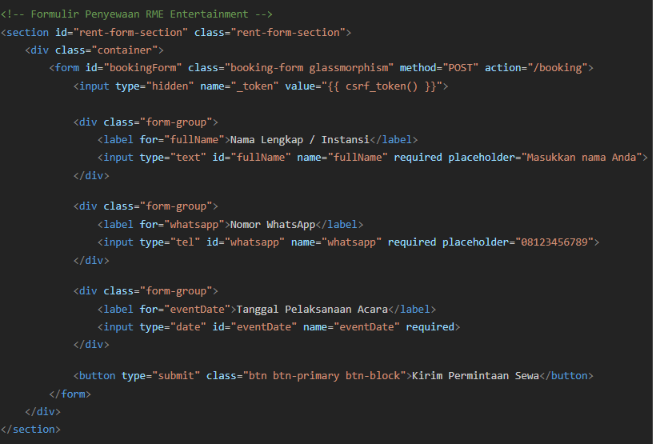 <!-- Formulir Penyewaan RME Entertainment -->
<section id="rent-form-section" class="rent-form-section">
    <div class="container">
        <form id="bookingForm" class="booking-form glassmorphism" method="POST" action="/booking">
            <input type="hidden" name="_token" value="{{ csrf_token() }}">

            <div class="form-group">
                <label for="fullName">Nama Lengkap / Instansi</label>
                <input type="text" id="fullName" name="fullName" required placeholder="Masukkan nama Anda">
            </div>

            <div class="form-group">
                <label for="whatsapp">Nomor WhatsApp</label>
                <input type="tel" id="whatsapp" name="whatsapp" required placeholder="08123456789">
            </div>

            <div class="form-group">
                <label for="eventDate">Tanggal Pelaksanaan Acara</label>
                <input type="date" id="eventDate" name="eventDate" required>
            </div>

            <button type="submit" class="btn btn-primary btn-block">Kirim Permintaan Sewa</button>
        </form>
    </div>
</section>